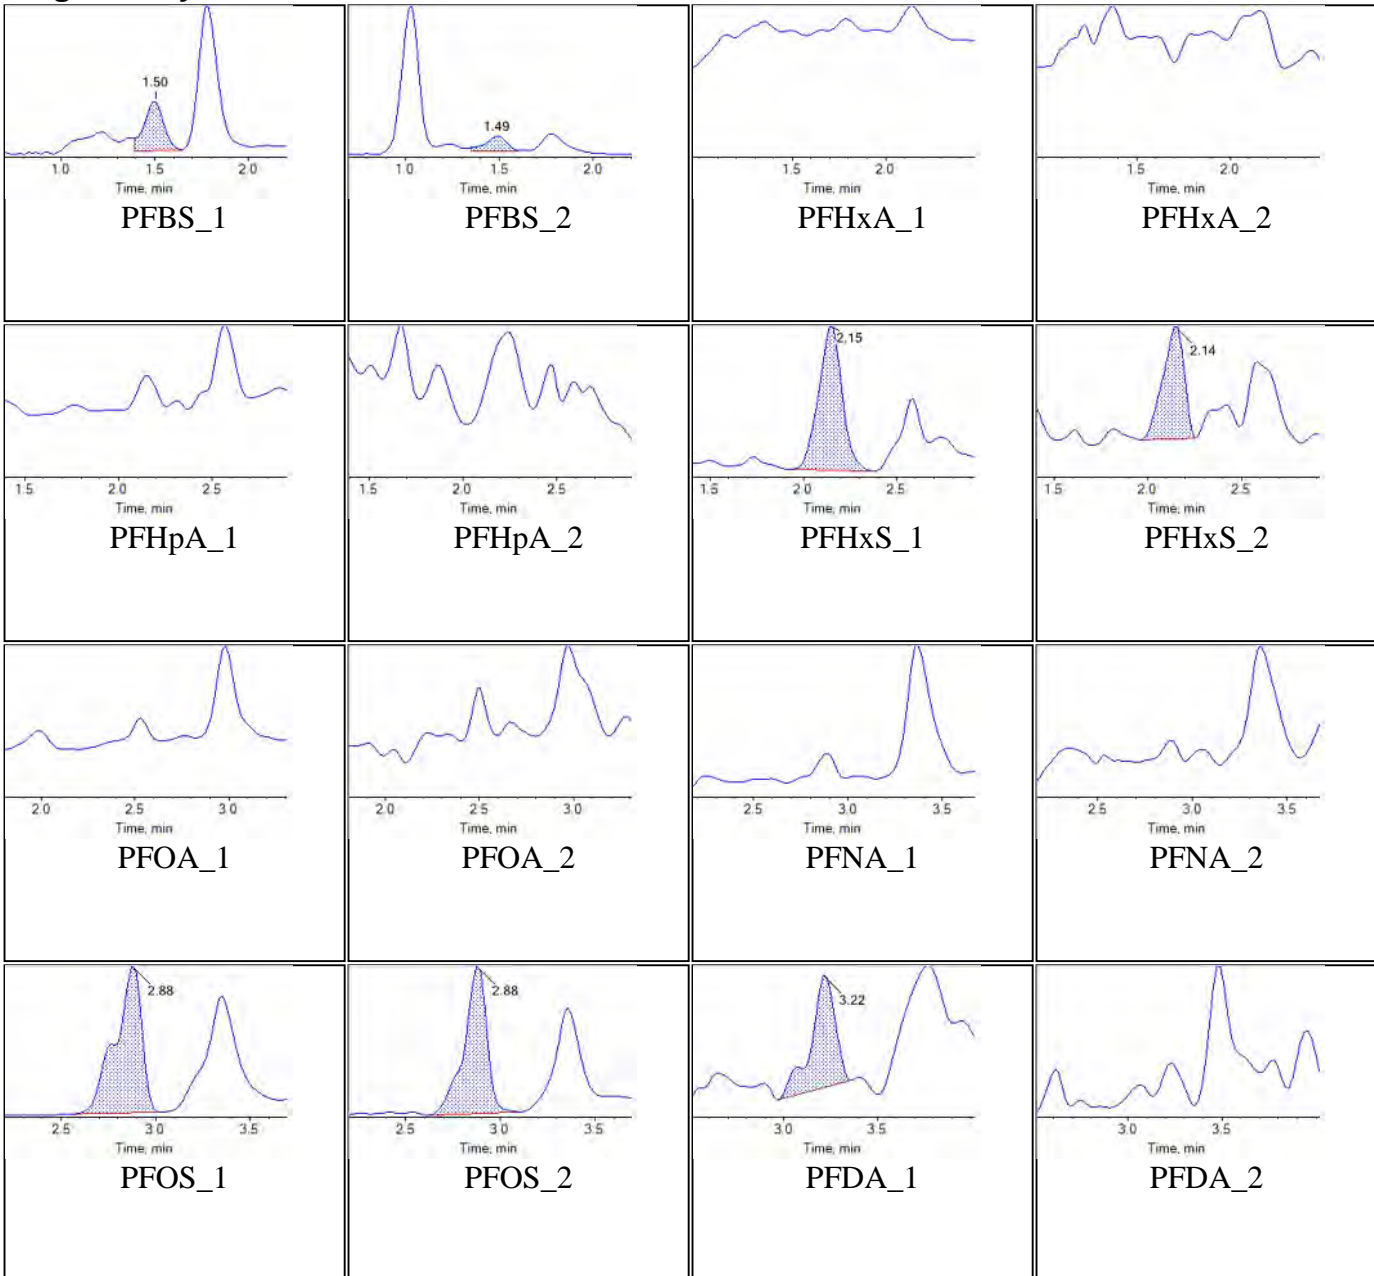 1.50
1.0 1.5 2.0
Time, min
PFBS_1
1.49
1.0 1.5 2.0
Time, min
PFBS_2
1.5 2.0
Time, min
PFHxA_1
1.5 2.0
Time, min
PFHxA_2
1.5 2.0 2.5
Time, min
PFHpA_1
1.5 2.0 2.5
Time, min
PFHpA_2
2.15
1.5 2.0 2.5
Time, min
PFHxS_1
2.14
1.5 2.0 2.5
Time, min
PFHxS_2
2.0 2.5 3.0
Time, min
PFOA_1
2.0 2.5 3.0
Time, min
PFOA_2
2.5 3.0 3.5
Time, min
PFNA_1
2.5 3.0 3.5
Time, min
PFNA_2
2.88
2.5 3.0 3.5
Time, min
PFOS_1
2.88
2.5 3.0 3.5
Time, min
PFOS_2
3.22
3.0 3.5
Time, min
PFDA_1
3.0 3.5
Time, min
PFDA_2